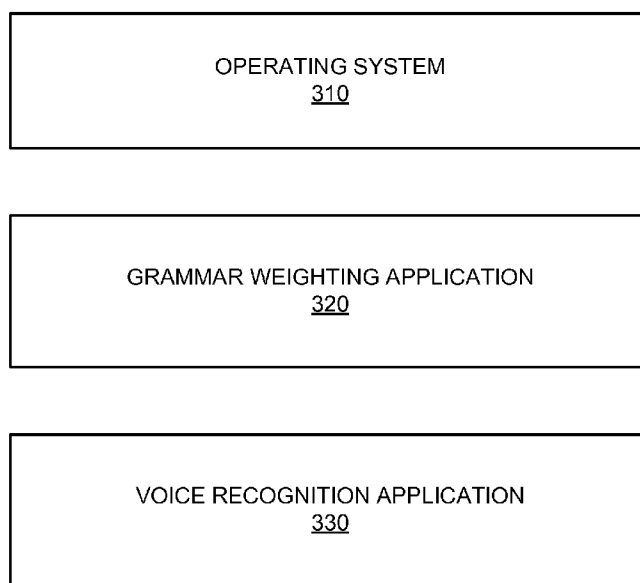 OPERATING SYSTEM
310
GRAMMAR WEIGHTING APPLICATION
320
VOICE RECOGNITION APPLICATION
330